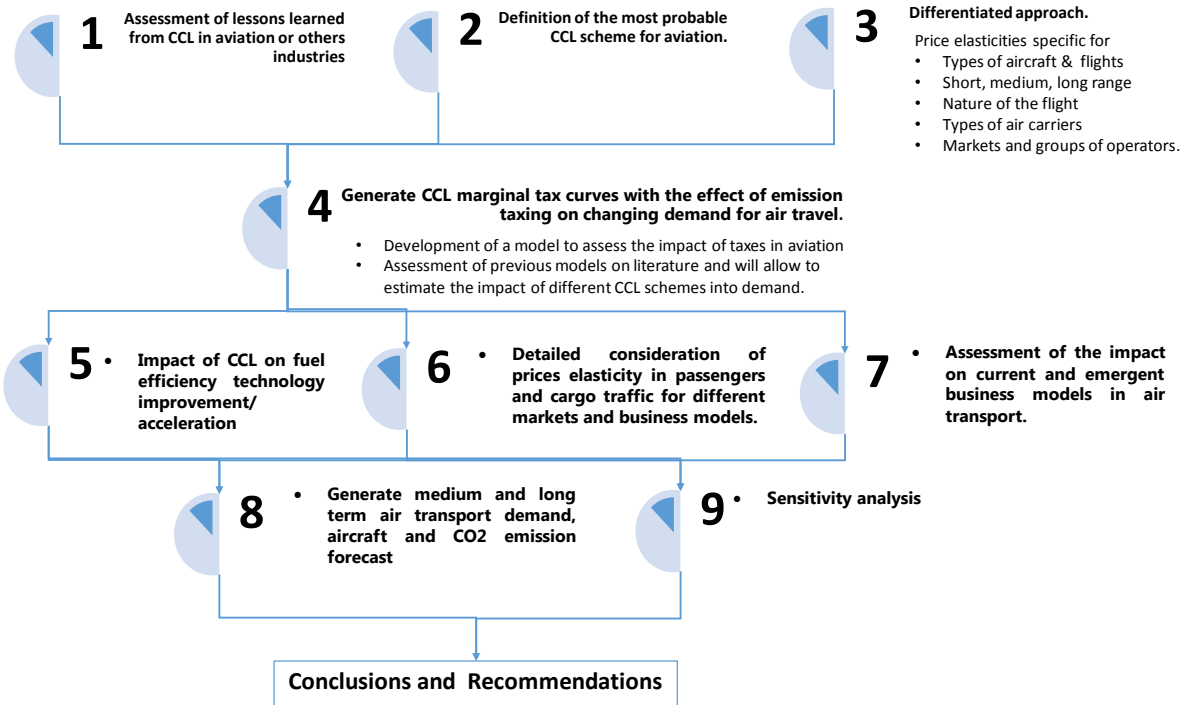 1
Assessment of lessons learned
from CCL in aviation or others
industries
2
Definition of the most probable
CCL scheme for aviation.
3
Differentiated approach.
Price elasticities specific for
• Types of aircraft & flights
• Short, medium, long range
• Nature of the flight
• Types of air carriers
• Markets and groups of operators.
4
Generate CCL marginal tax curves with the effect of emission
taxing on changing demand for air travel.
• Development of a model to assess the impact of taxes in aviation
• Assessment of previous models on literature and will allow to
estimate the impact of different CCL schemes into demand.
5
• Impact of CCL on fuel
efficiency technology
improvement/
acceleration
6
• Detailed consideration of
prices elasticity in passengers
and cargo traffic for different
markets and business models.
7
• Assessment of the impact
on current and emergent
business models in air
transport.
8
• Generate medium and long
term air transport demand,
aircraft and CO2 emission
forecast
9
• Sensitivity analysis
Conclusions and Recommendations